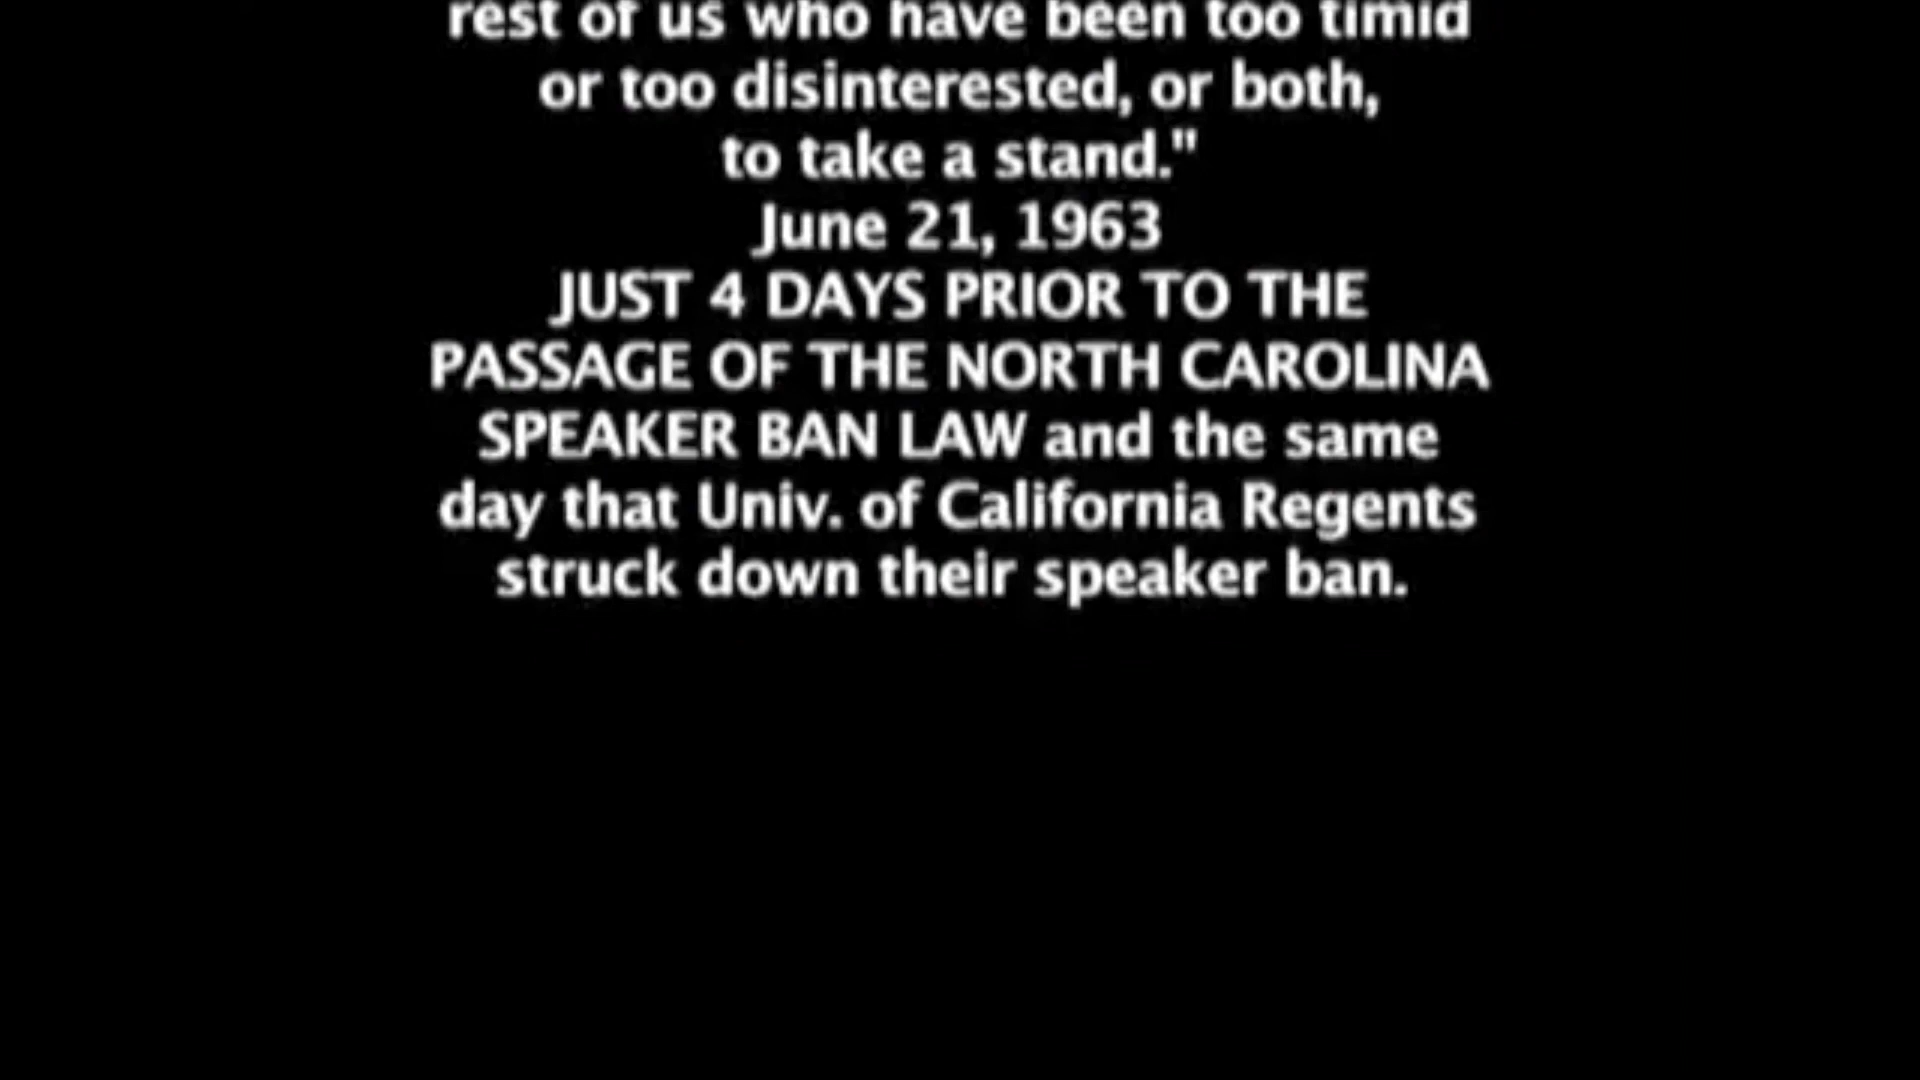 rest of us who have been too timid
or too disinterested, or both,
to take a stand."
June 21, 1963
JUST 4 DAYS PRIOR TO THE
PASSAGE OF THE NORTH CAROLINA
SPEAKER BAN LAW and the same
day that Univ. of California Regents
struck down their speaker ban.